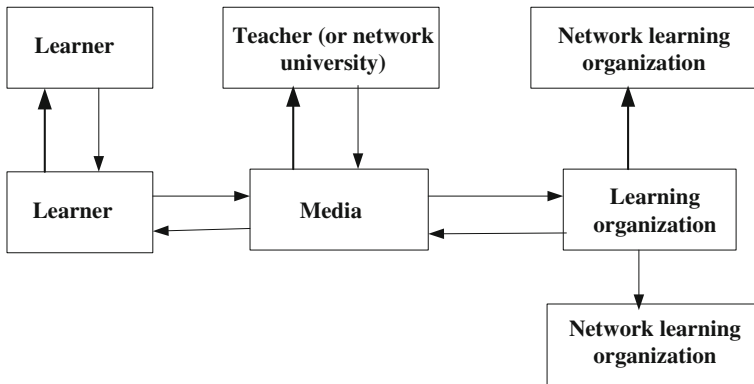 Learner
Teacher (or network
university)
Network learning
organization
Learner
Media
Learning
organization
Network learning
organization